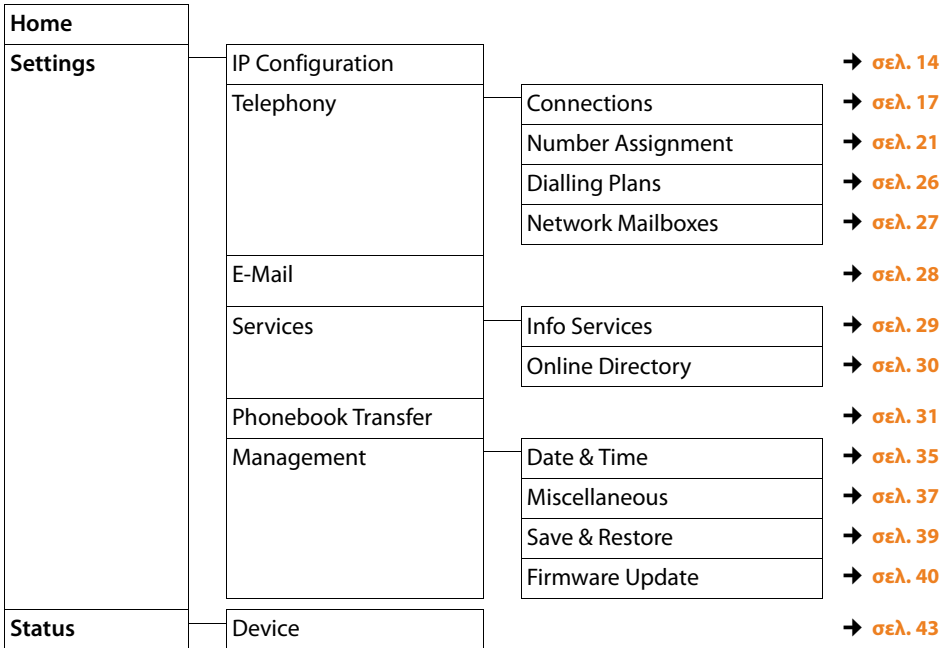 Home
Settings IP Configuration ➔ σελ. 14
Telephony Connections ➔ σελ. 17
Number Assignment ➔ σελ. 21
Dialling Plans ➔ σελ. 26
Network Mailboxes ➔ σελ. 27
E-Mail ➔ σελ. 28
Services Info Services ➔ σελ. 29
Online Directory ➔ σελ. 30
Phonebook Transfer ➔ σελ. 31
Management Date & Time ➔ σελ. 35
Miscellaneous ➔ σελ. 37
Save & Restore ➔ σελ. 39
Firmware Update ➔ σελ. 40
Status Device ➔ σελ. 43